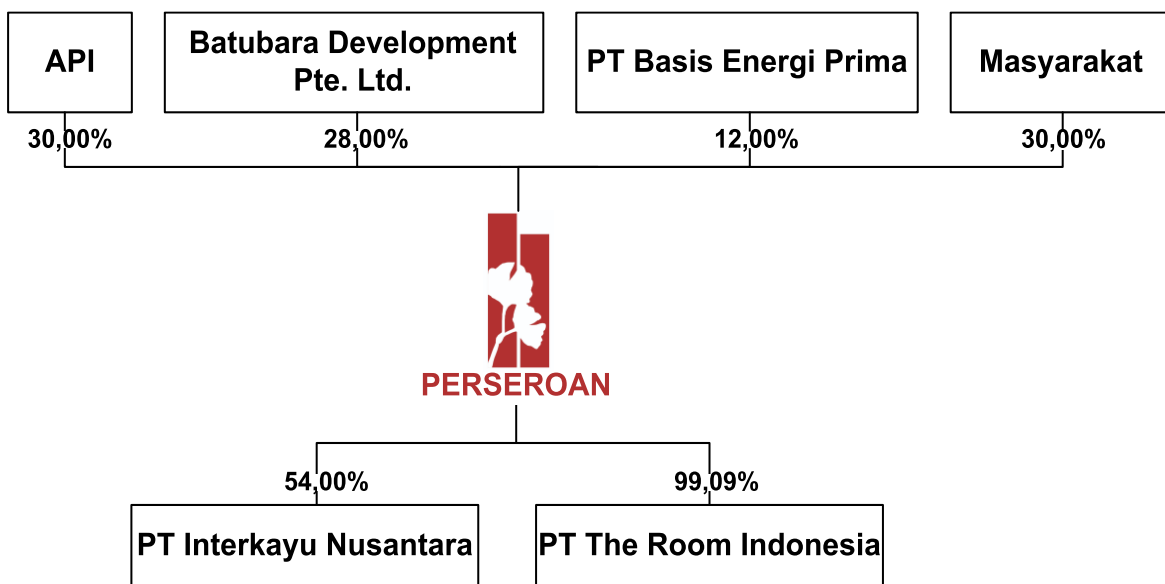 API
Batubara Development
Pte. Ltd.
PT Basis Energi Prima
Masyarakat
30,00%
28,00%
12,00%
30,00%
PERSEROAN
54,00%
99,09%
PT Interkayu Nusantara
PT The Room Indonesia